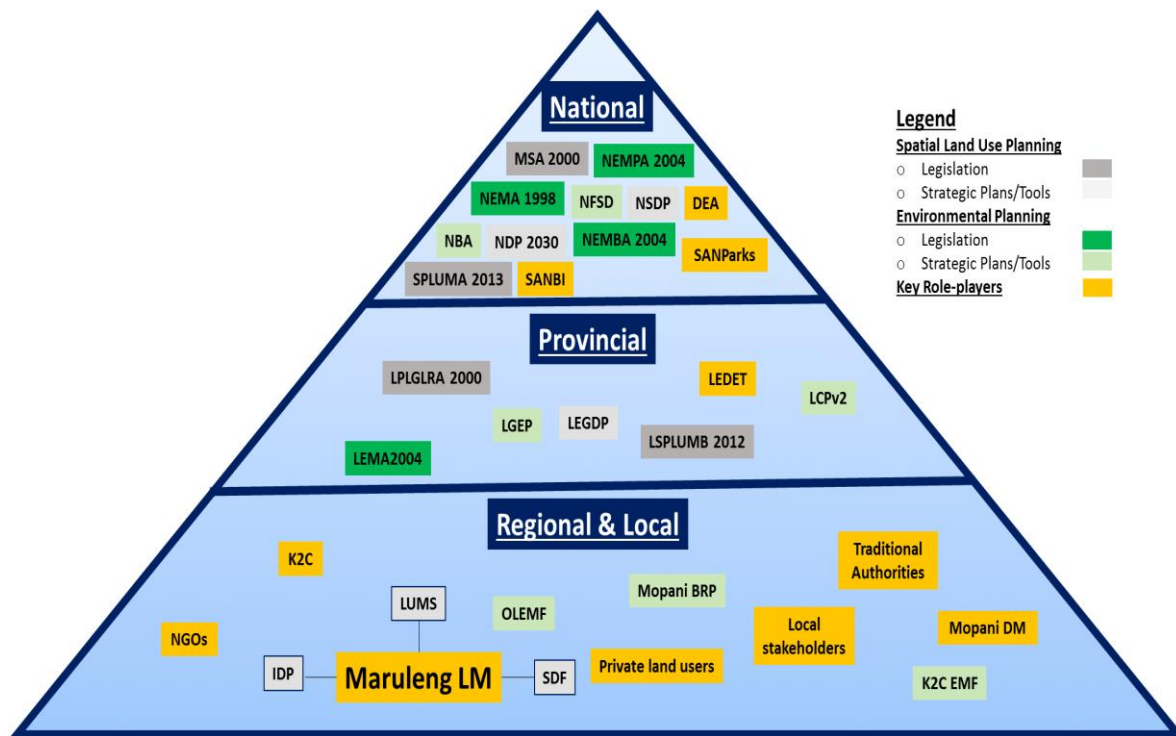 National
MSA 2000
NEMPA 2004
NEMA 1998
NFSD
NSDP
DEA
NBA
NDP 2030
NEMBA 2004
SANParks
SPLUMA 2013
SANBI
Legend
Spatial Land Use Planning
o Legislation
o Strategic Plans/Tools
Environmental Planning
o Legislation
o Strategic Plans/Tools
Key Role-players
Provincial
LPLGLRA 2000
LEDET
LCPv2
LGEP
LEGDP
LSPLUMB 2012
LEMA2004
Regional & Local
K2C
Traditional
Authorities
LUMS
OLEMF
Mopani BRP
NGOs
Local
stakeholders
Mopani DM
IDP
Maruleng LM
SDF
Private land users
K2C EMF